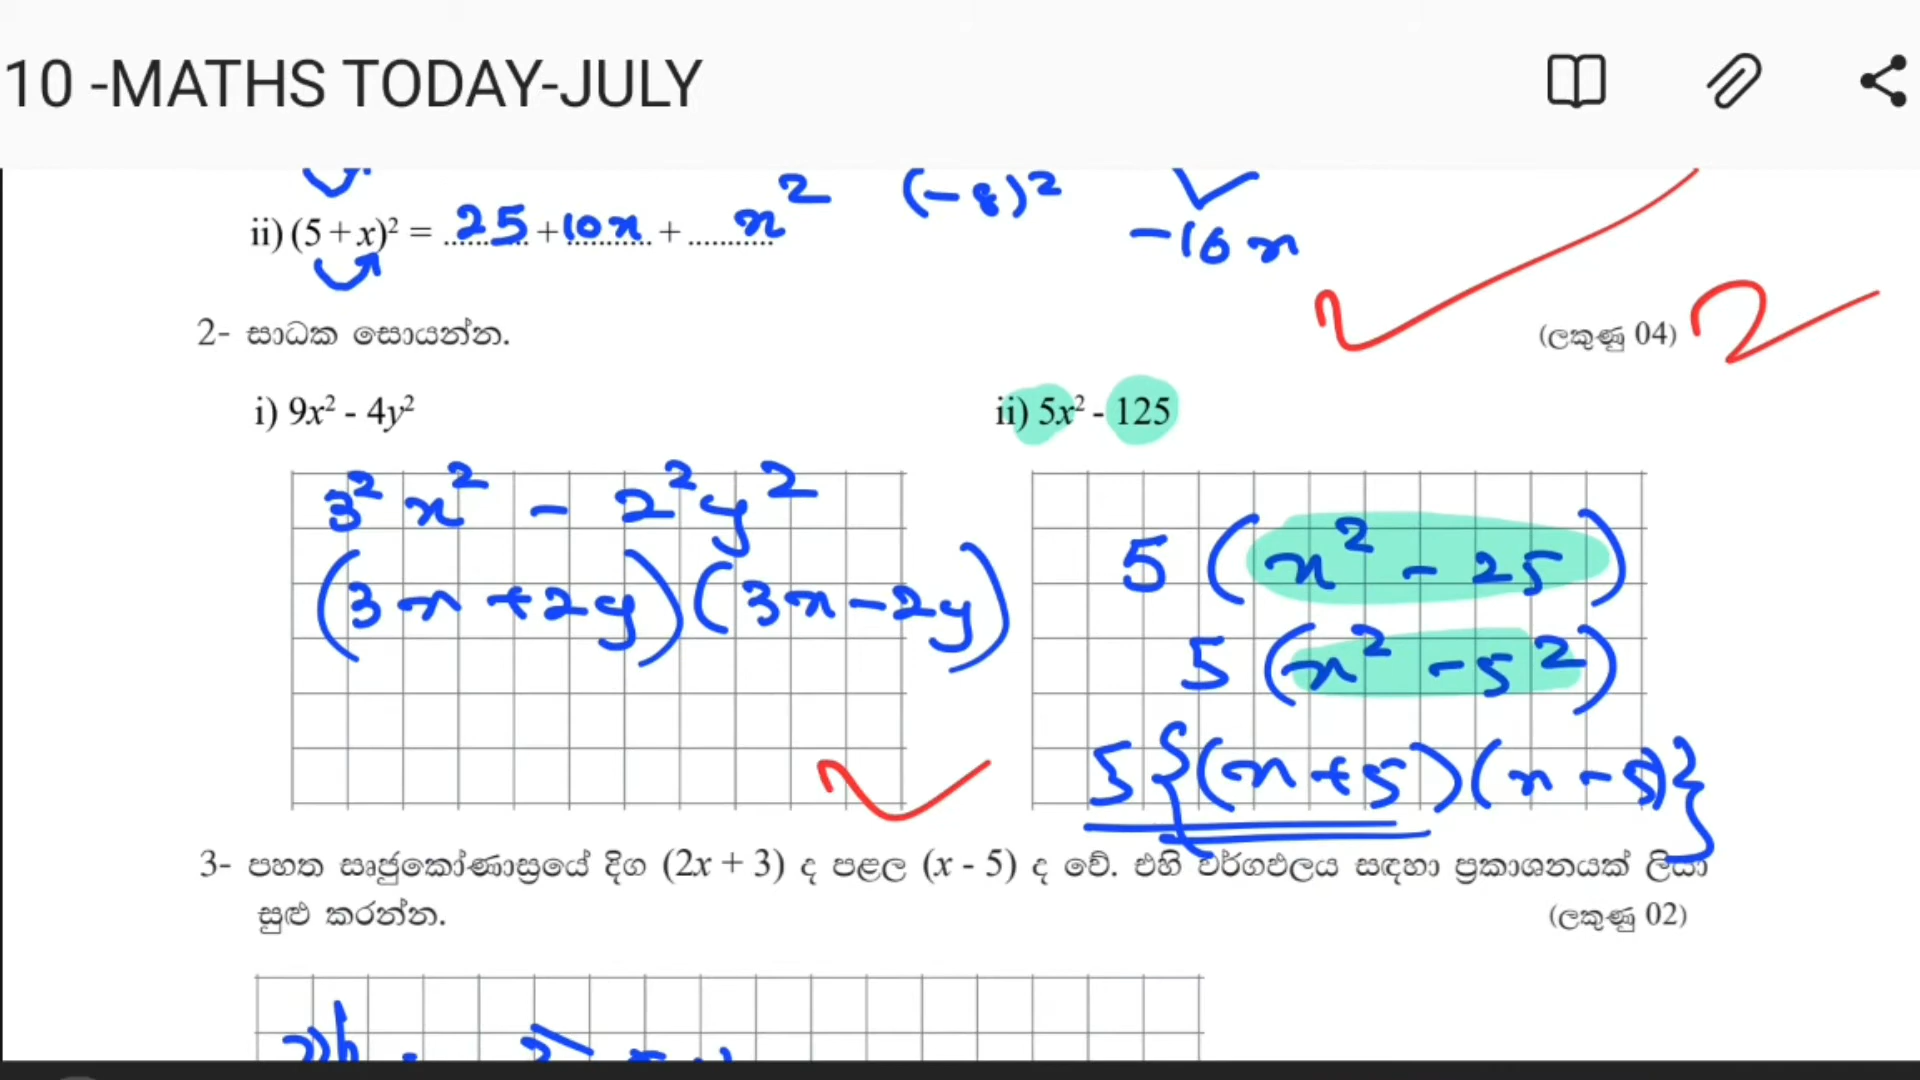 10 -MATHS TODAY-JULY
ii) (5 + x)² = 25 + 10x + x²
(-8)²
-16x
2- සාධක සොයන්න.
(ලකුණු 04)
i) 9x² - 4y²
ii) 5x² - 125
3²x² - 2²y²
(3x + 2y)(3x - 2y)
5(x² - 25)
5(x² - 5²)
5{(x + 5)(x - 5)}
3- පහත සෘජුකෝණාස්‍රයේ දිග (2x + 3) ද පළල (x - 5) ද වේ. එහි වර්ගඵලය සඳහා ප්‍රකාශනයක් ලියා
සුළු කරන්න.
(ලකුණු 02)